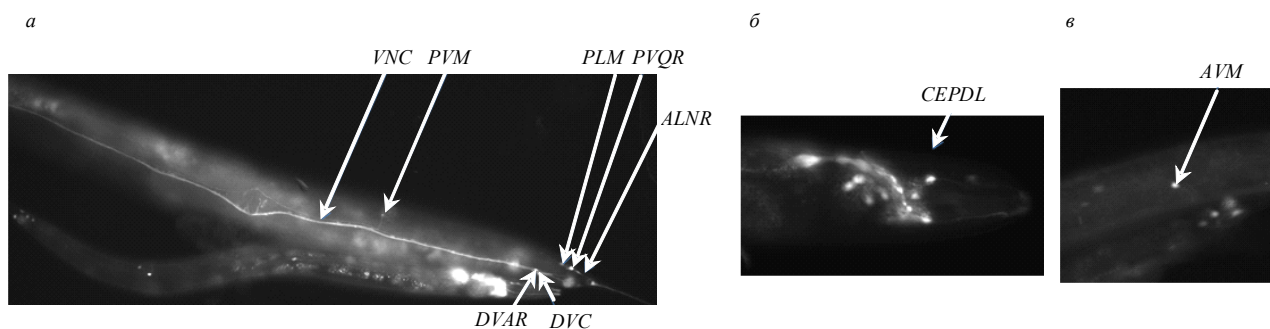 а
б
в
VNC PVM PLM PVQR
ALNR
DVAR DVC
CEPDL
AVM